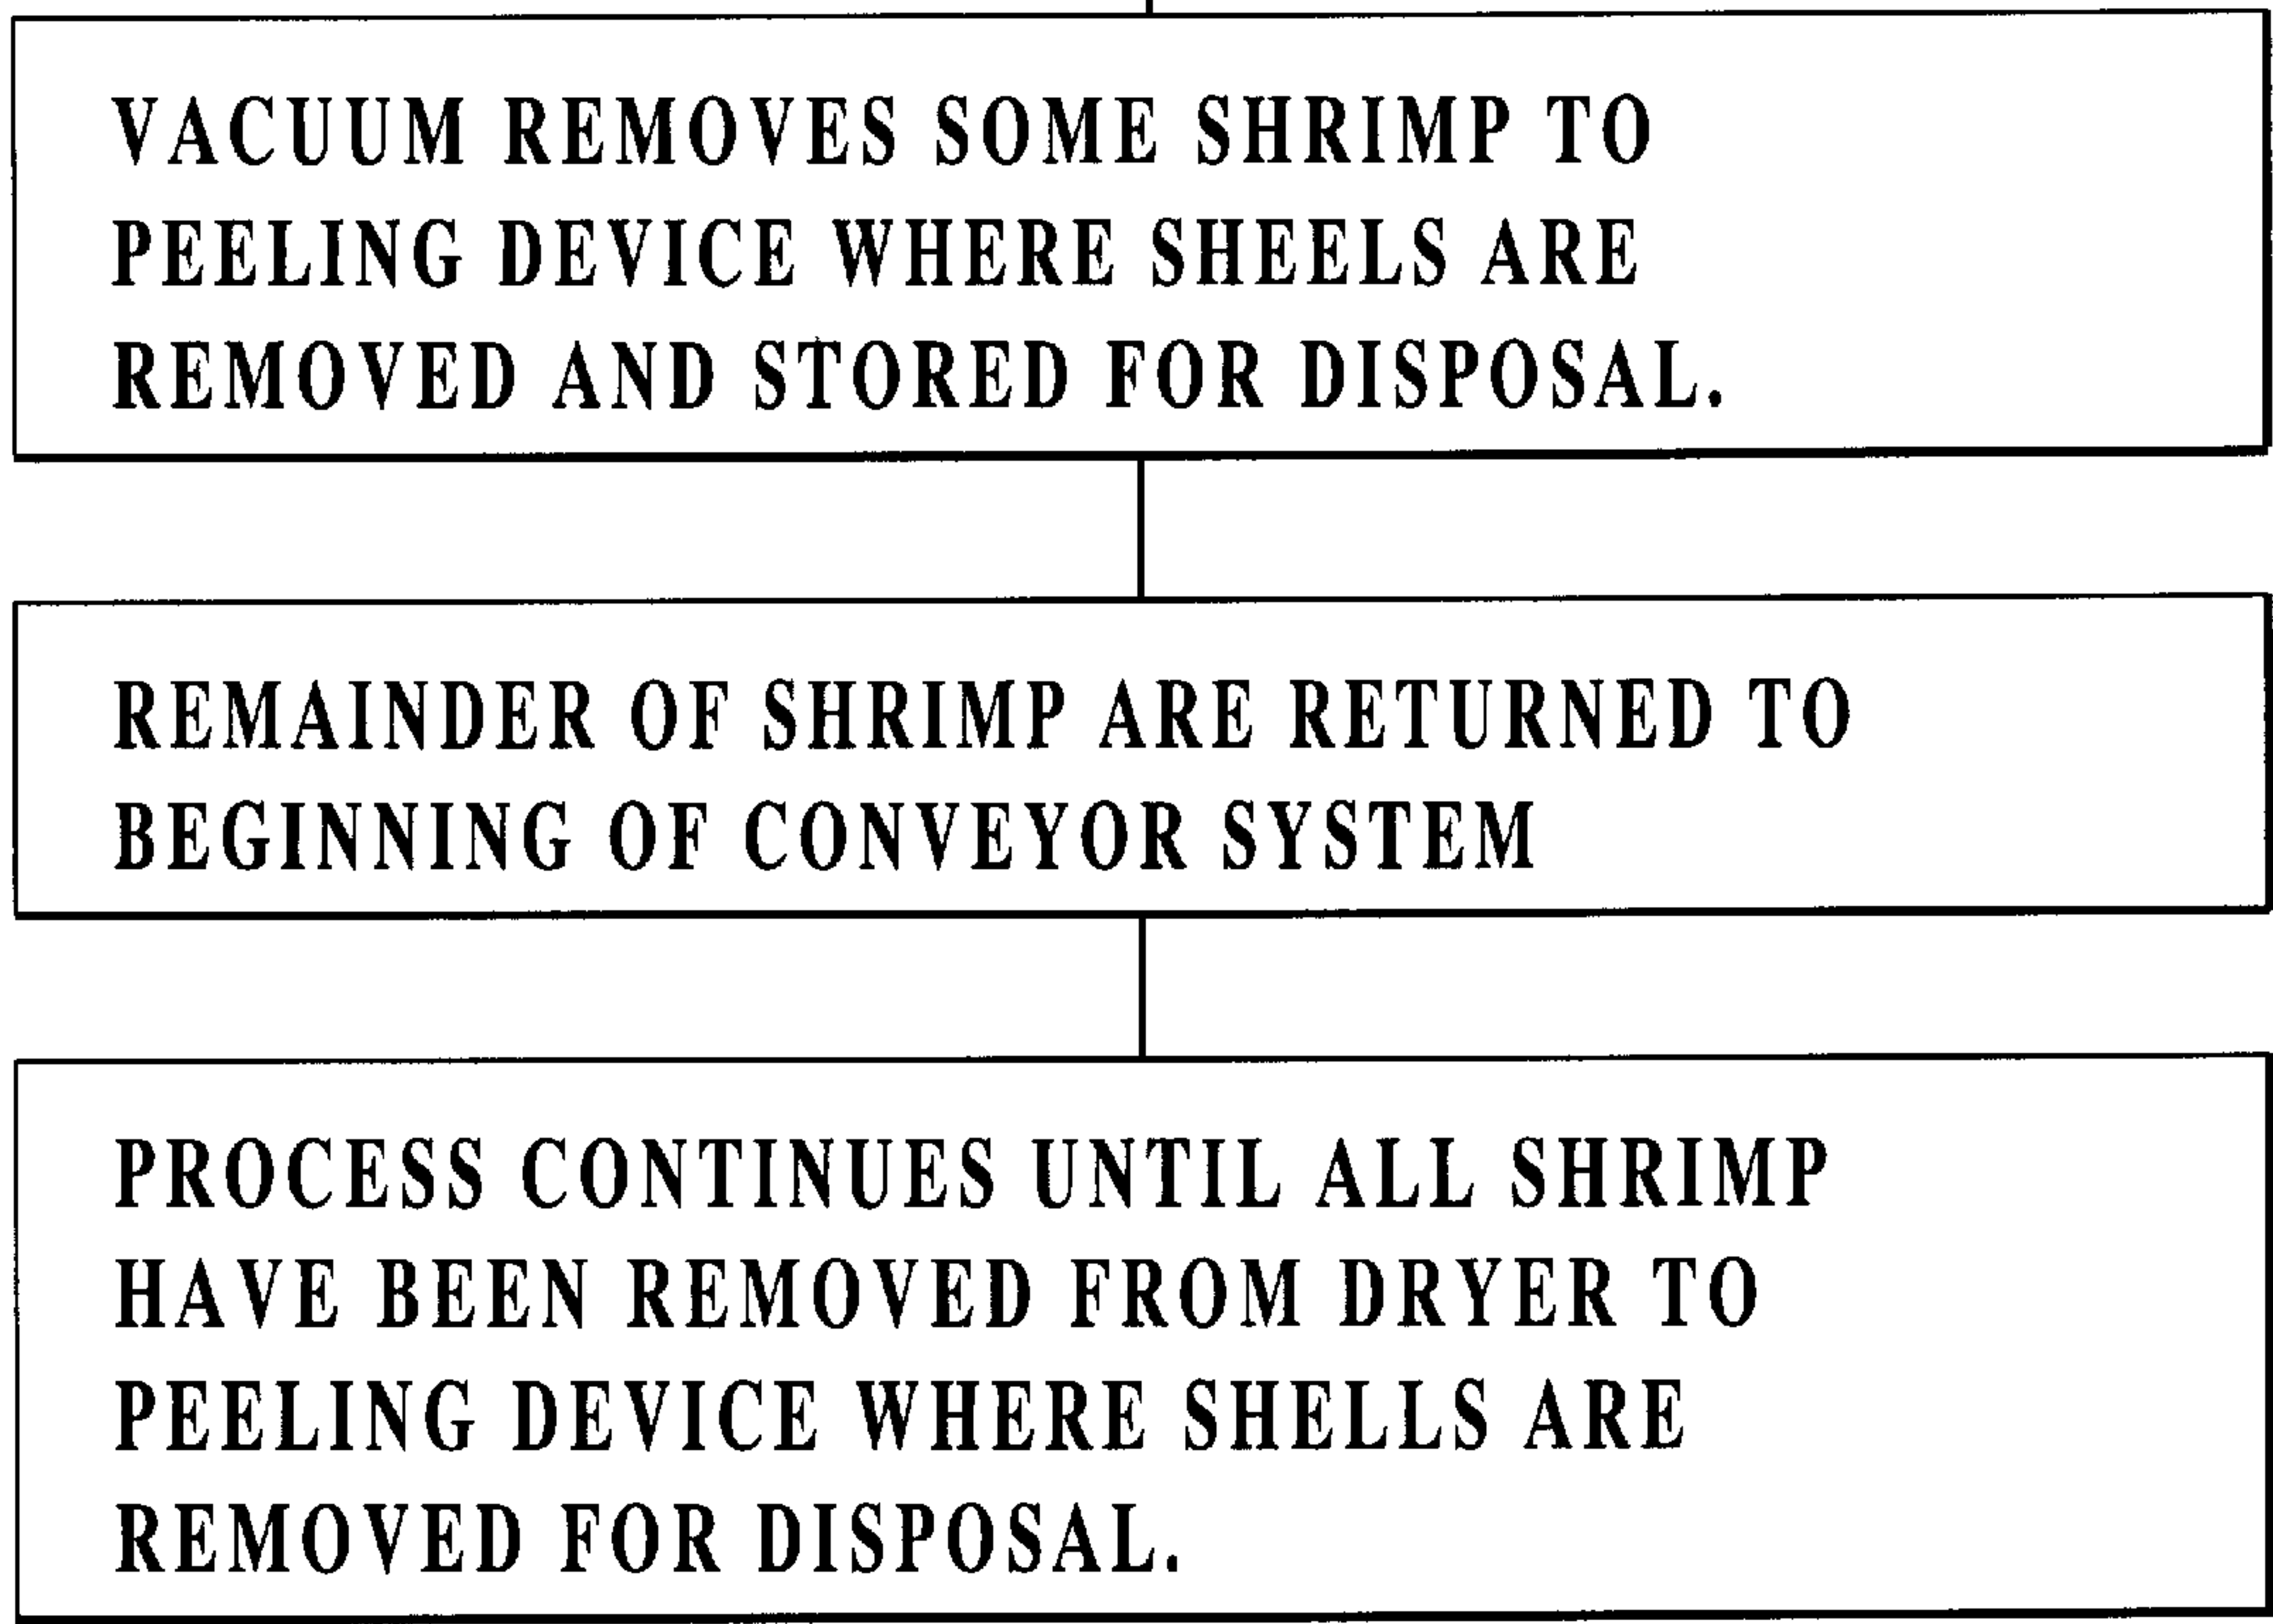 VACUUM REMOVES SOME SHRIMP TO
PEELING DEVICE WHERE SHEELS ARE
REMOVED AND STORED FOR DISPOSAL.
REMAINDER OF SHRIMP ARE RETURNED TO
BEGINNING OF CONVEYOR SYSTEM
PROCESS CONTINUES UNTIL ALL SHRIMP
HAVE BEEN REMOVED FROM DRYER TO
PEELING DEVICE WHERE SHELLS ARE
REMOVED FOR DISPOSAL.